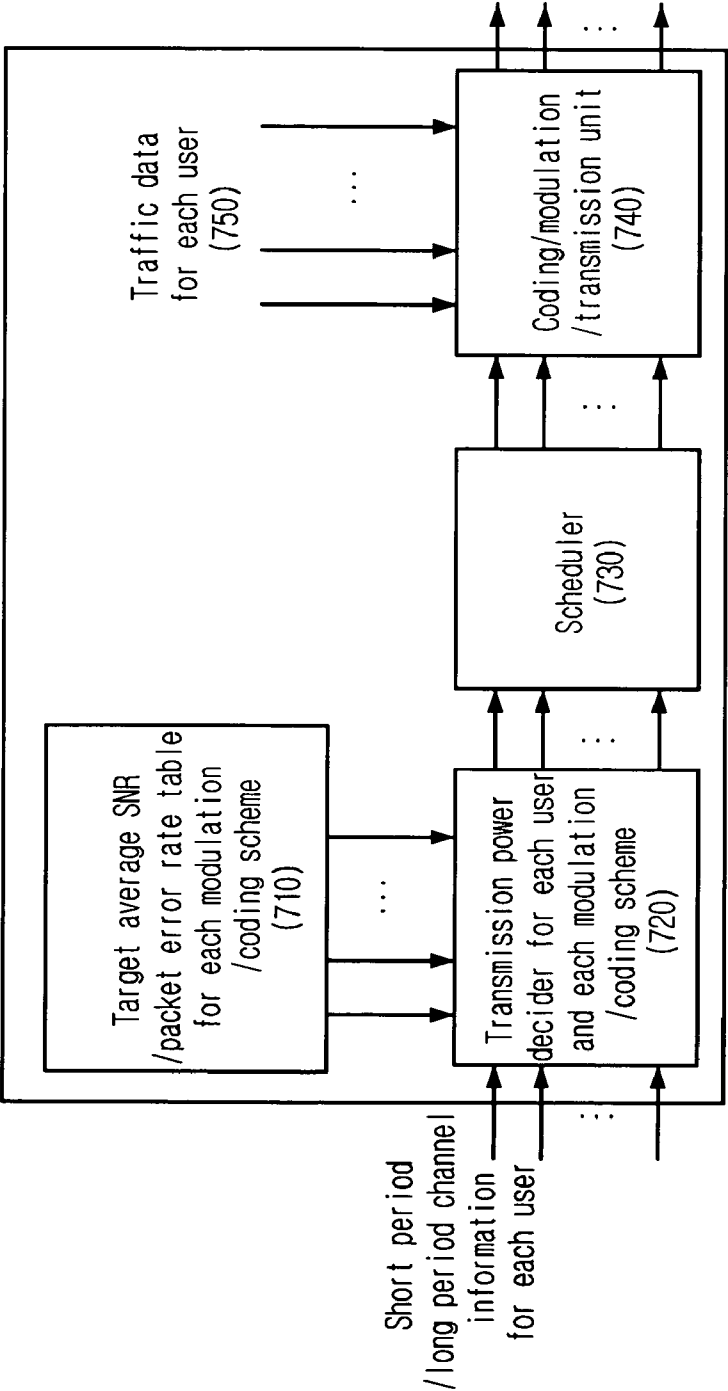 Short period
/long period channel
information
for each user
Target average SNR
/packet error rate table
for each modulation
/coding scheme
(710)
Transmission power
decider for each user
and each modulation
/coding scheme
(720)
Scheduler
(730)
Traffic data
for each user
(750)
Coding/modulation
/transmission unit
(740)